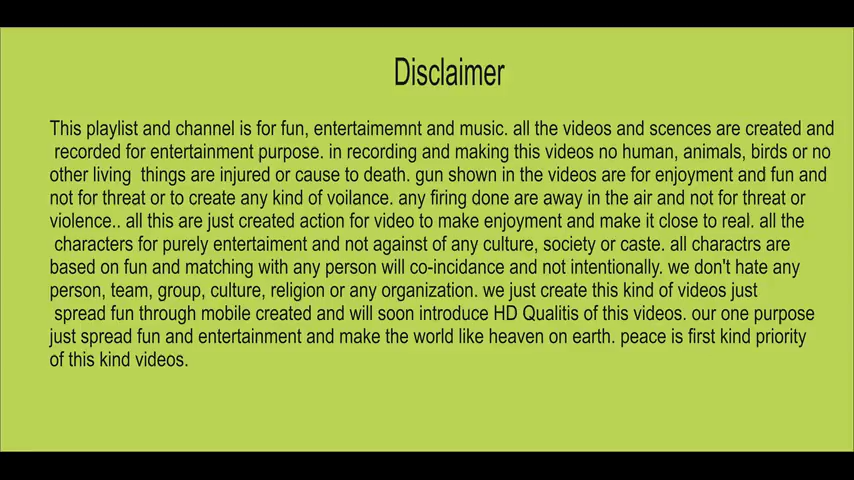 Disclaimer
This playlist and channel is for fun, entertaimemnt and music. all the videos and scences are created and
recorded for entertainment purpose. in recording and making this videos no human, animals, birds or no
other living things are injured or cause to death. gun shown in the videos are for enjoyment and fun and
not for threat or to create any kind of voilance. any firing done are away in the air and not for threat or
violence.. all this are just created action for video to make enjoyment and make it close to real. all the
characters for purely entertaiment and not against of any culture, society or caste. all charactrs are
based on fun and matching with any person will co-incidance and not intentionally. we don't hate any
person, team, group, culture, religion or any organization. we just create this kind of videos just
spread fun through mobile created and will soon introduce HD Qualitis of this videos. our one purpose
just spread fun and entertainment and make the world like heaven on earth. peace is first kind priority
of this kind videos.